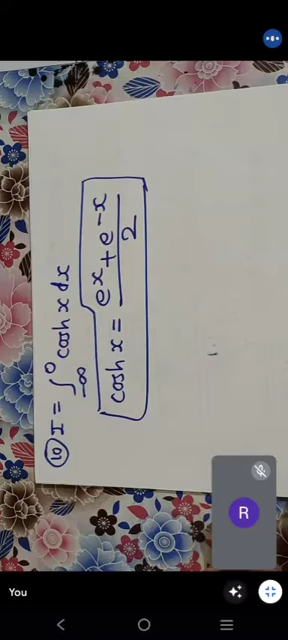 (10) I = ∫_{-∞}^{0} cosh x dx
cosh x = (e^x + e^{-x})/2
R
You